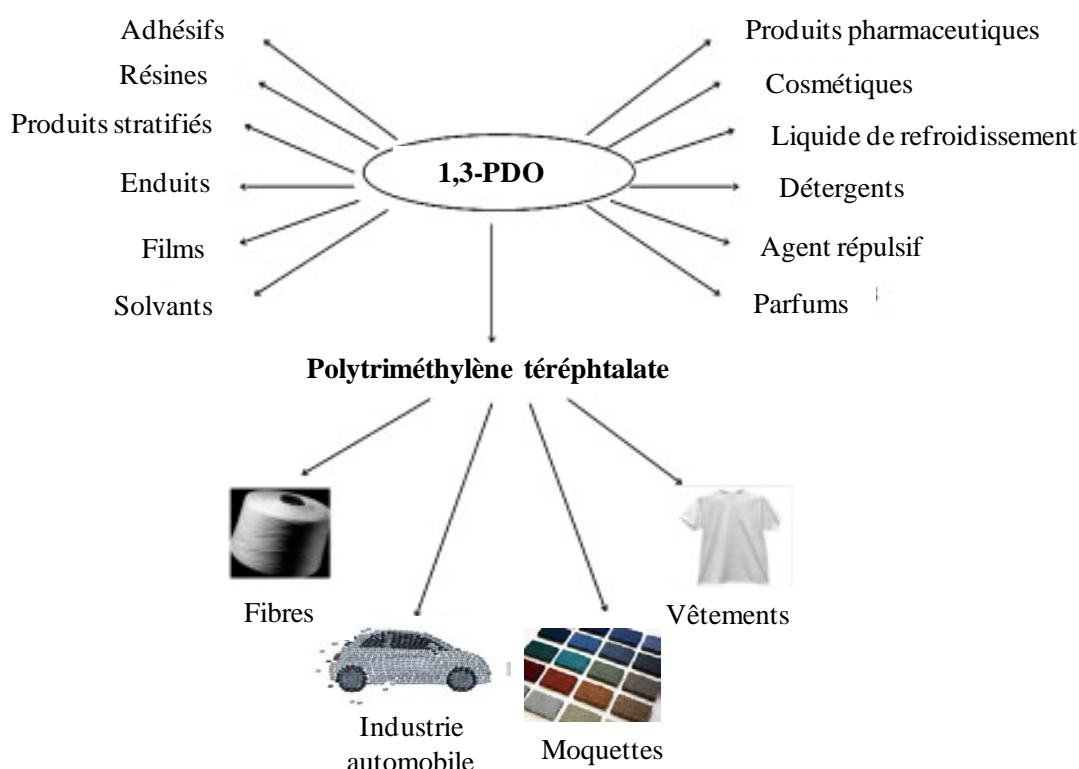 Adhésifs
Résines
Produits stratifiés
Enduits
Films
Solvants
1,3-PDO
Produits pharmaceutiques
Cosmétiques
Liquide de refroidissement
Détergents
Agent répulsif
Parfums
Polytriméthylène téréphtalate
Fibres
Industrie
automobile
Moquettes
Vêtements